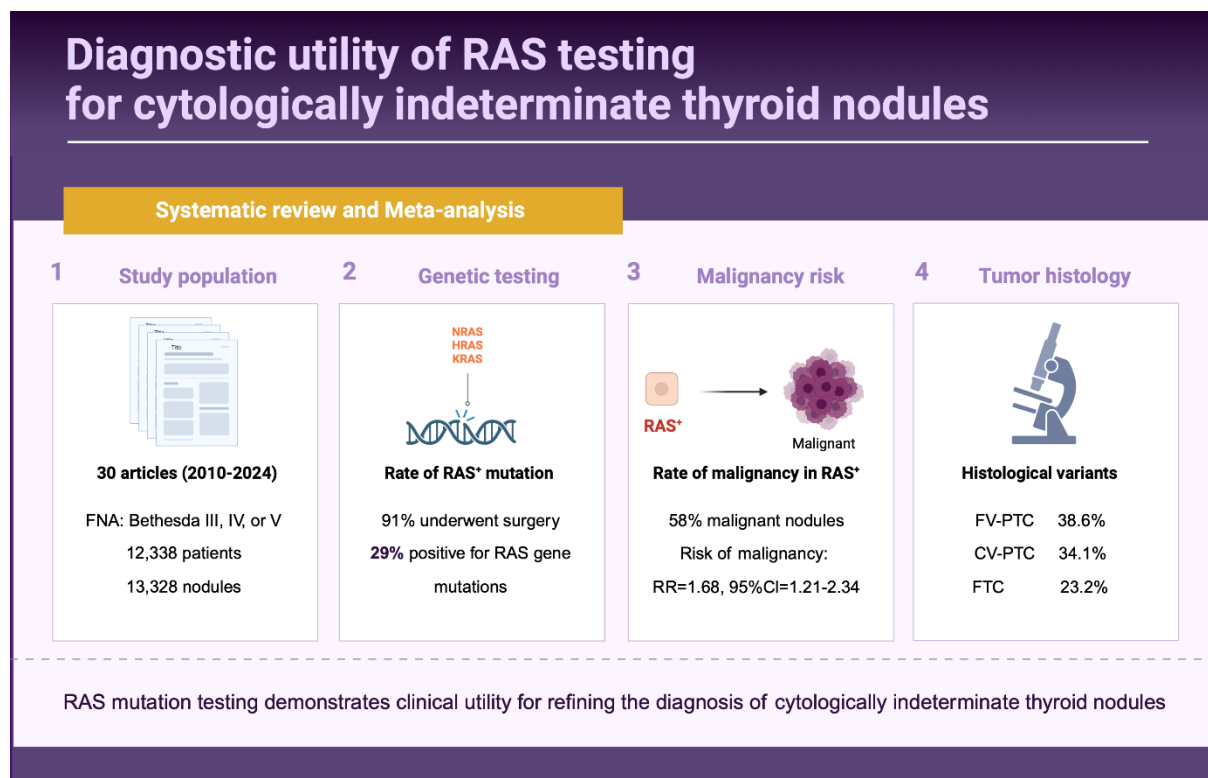 Diagnostic utility of RAS testing
for cytologically indeterminate thyroid nodules
Systematic review and Meta-analysis
1 Study population
Title
30 articles (2010-2024)
FNA: Bethesda III, IV, or V
12,338 patients
13,328 nodules
2 Genetic testing
NRAS
HRAS
KRAS
Rate of RAS⁺ mutation
91% underwent surgery
29% positive for RAS gene
mutations
3 Malignancy risk
RAS⁺
Malignant
Rate of malignancy in RAS⁺
58% malignant nodules
Risk of malignancy:
RR=1.68, 95%CI=1.21-2.34
4 Tumor histology
Histological variants
FV-PTC 38.6%
CV-PTC 34.1%
FTC 23.2%
RAS mutation testing demonstrates clinical utility for refining the diagnosis of cytologically indeterminate thyroid nodules